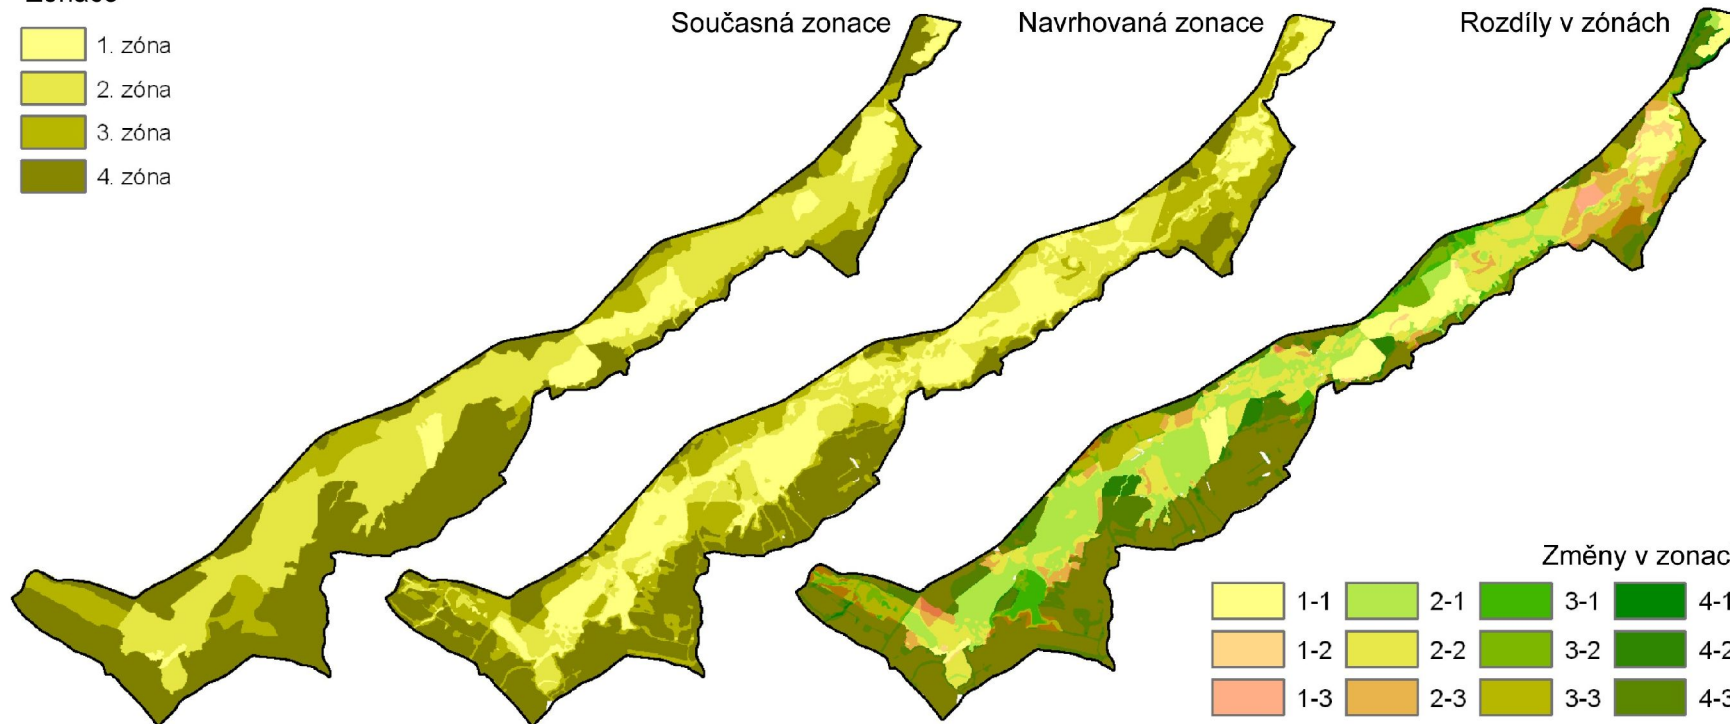 Zonace
1. zóna
2. zóna
3. zóna
4. zóna
Současná zonace
Navrhovaná zonace
Rozdíly v zónách
Změny v zonac
1-1 2-1 3-1 4-1
1-2 2-2 3-2 4-2
1-3 2-3 3-3 4-3